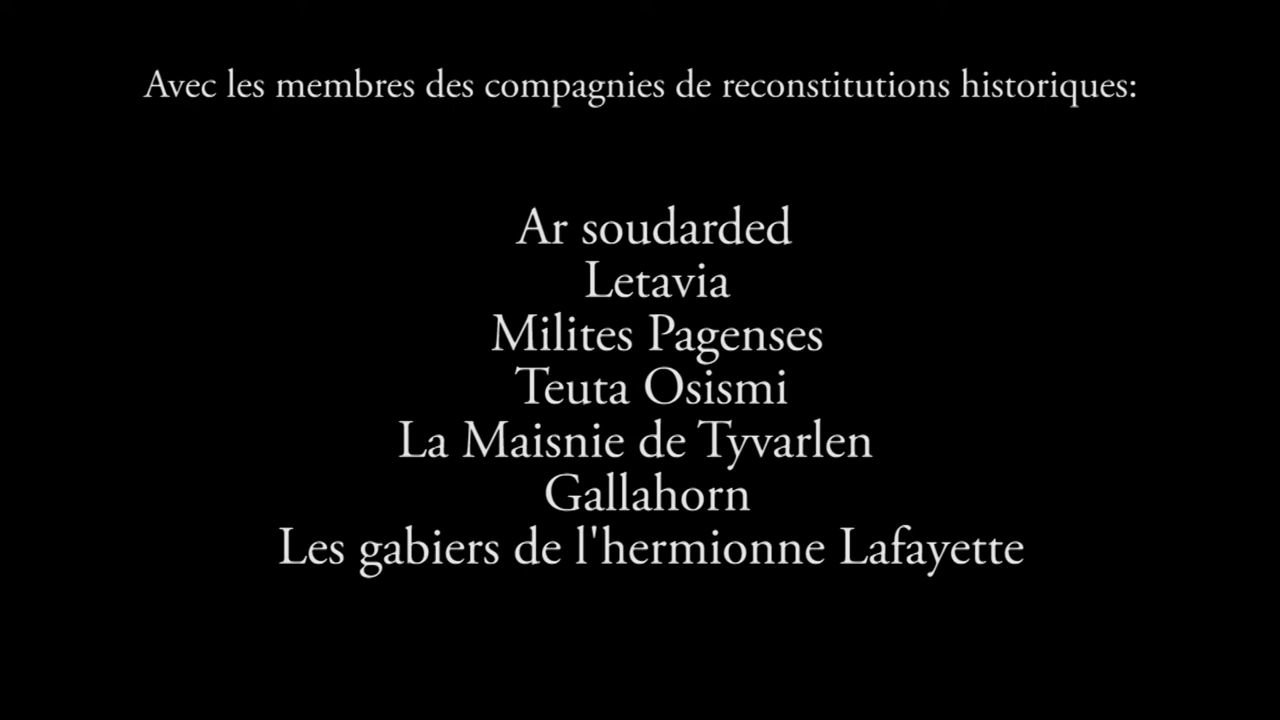 Avec les membres des compagnies de reconstitutions historiques:
Ar soudarded
Letavia
Milites Pagenses
Teuta Osismi
La Maisnie de Tyvarlen
Gallahorn
Les gabiers de l'hermionne Lafayette